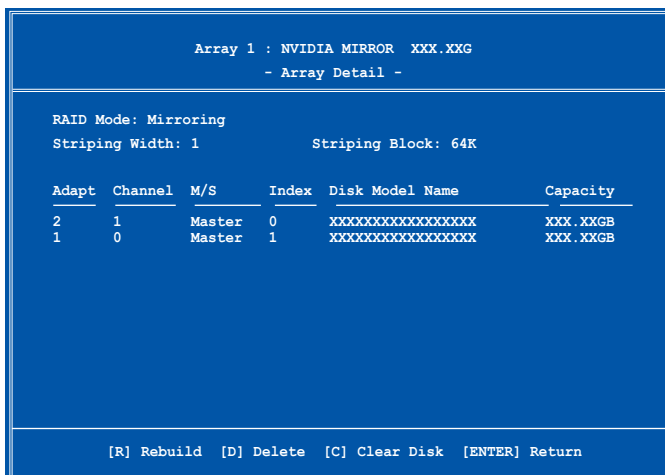 Array 1 : NVIDIA MIRROR XXX.XXG
- Array Detail -
RAID Mode: Mirroring
Striping Width: 1 Striping Block: 64K
Adapt Channel M/S Index Disk Model Name Capacity
2 1 Master 0 XXXXXXXXXXXXXXXXX XXX.XXGB
1 0 Master 1 XXXXXXXXXXXXXXXXX XXX.XXGB
[R] Rebuild [D] Delete [C] Clear Disk [ENTER] Return